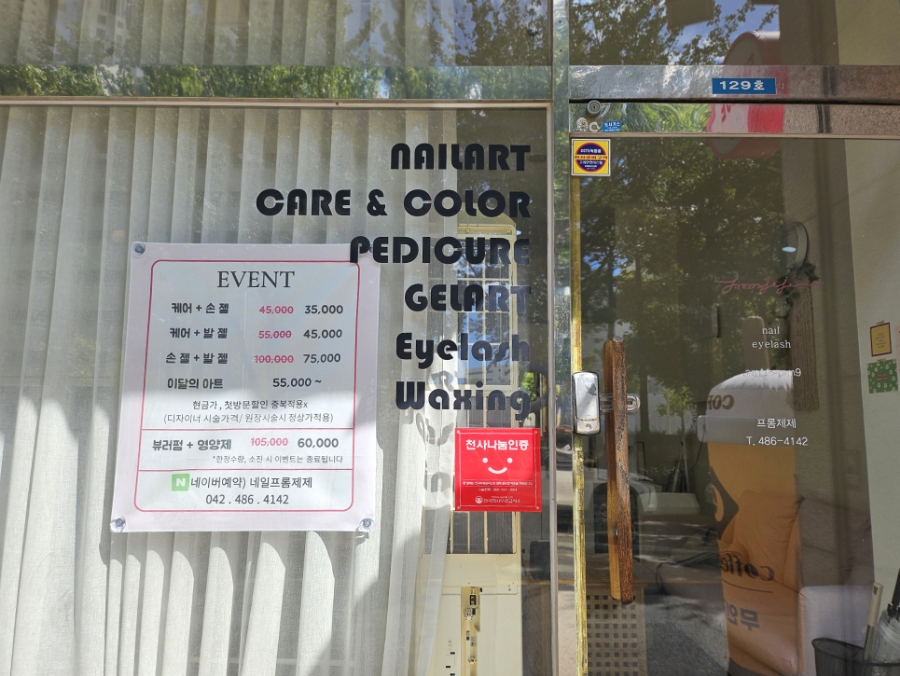 129호
NAILART
CARE & COLOR
PEDICURE
GELART
Eyelash
Waxing
EVENT
케어 + 손 젤 45,000 35,000
케어 + 발 젤 55,000 45,000
손 젤 + 발 젤 100,000 75,000
이달의 아트 55,000 ~
현금가 , 첫방문할인 중복적용x
(디자이너 시술가격/ 원장시술시 정상가적용)
뷰러펌 + 영양제 105,000 60,000
*한정수량, 소진 시 이벤트는 종료됩니다
N 네이버예약) 네일프롬제제
042 . 486 . 4142
천사나눔인증
nail
eyelash
프롬제제
T. 486-4142
Coffee
무인